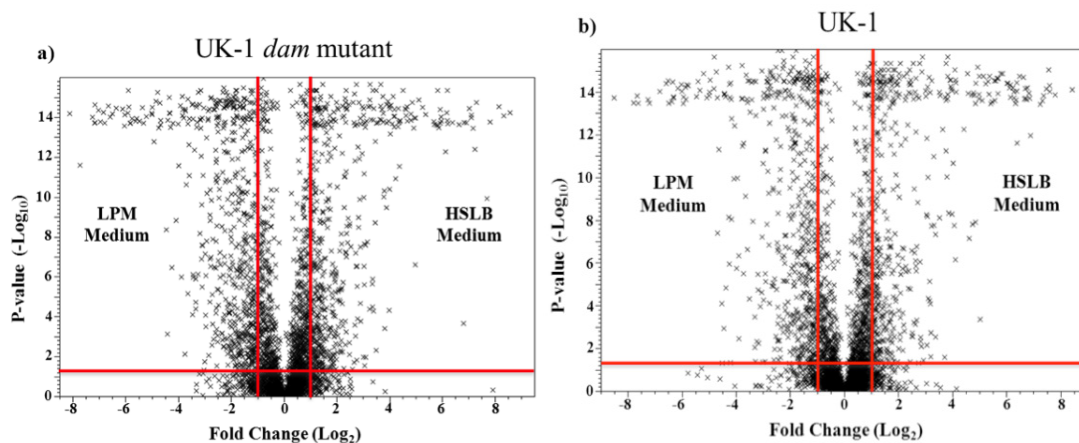 a)
UK-1 dam mutant
P-value (-Log10)
14
12
10
8
6
4
2
0
LPM
Medium
HSLB
Medium
-8 -6 -4 -2 0 2 4 6 8
Fold Change (Log2)
b)
UK-1
P-value (-Log10)
14
12
10
8
6
4
2
0
LPM
Medium
HSLB
Medium
-8 -6 -4 -2 0 2 4 6 8
Fold Change (Log2)